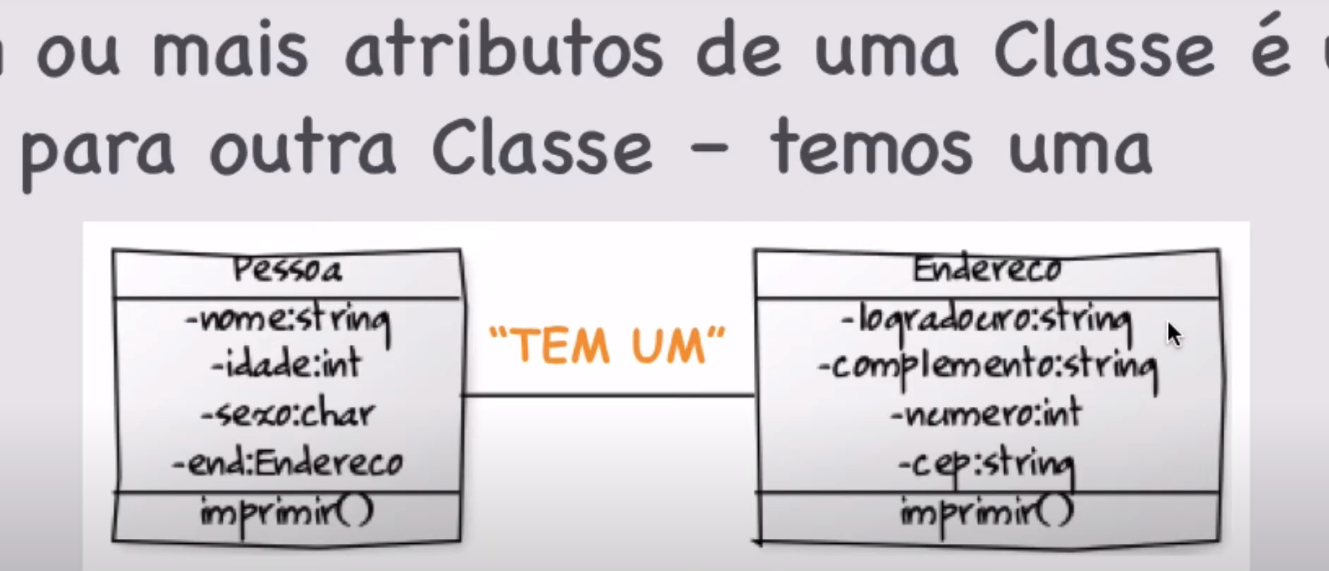 ou mais atributos de uma Classe é
para outra Classe – temos uma
Pessoa
-nome:string
-idade:int
-sexo:char
-end:Endereco
imprimir()
“TEM UM”
Endereco
-logradouro:string
-complemento:string
-numero:int
-cep:string
imprimir()